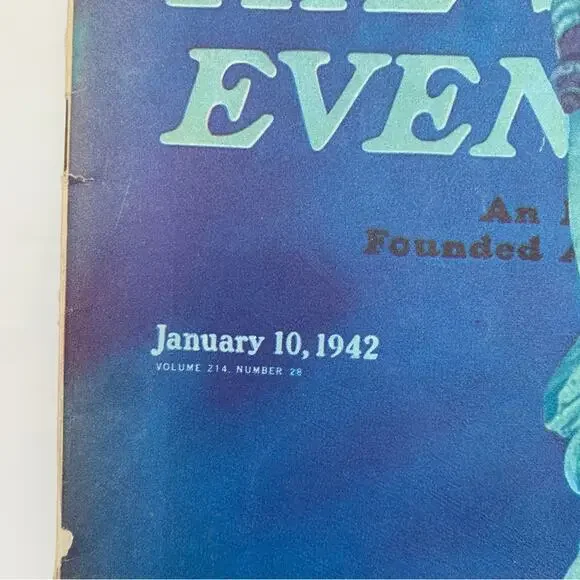 EVEN
An
Founded
January 10, 1942
VOLUME 214, NUMBER 28